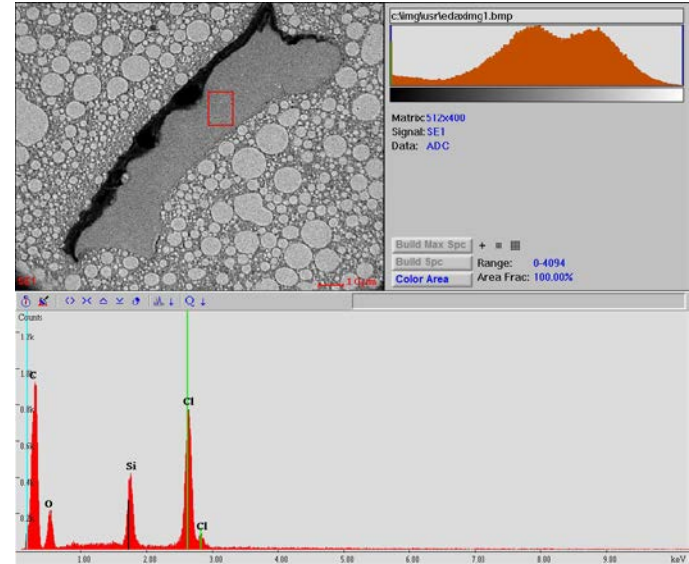 c:\img\usr\edaximg1.bmp
Matrix: 512x400
Signal: SE1
Data: ADC
Build Max Spc
Build Spc
Color Area
Range: 0-4094
Area Frac: 100.00%
SE1
Counts
C
O
Si
Cl
Cl
1.00 2.00 3.00 4.00 5.00 6.00 7.00 8.00 9.00 keV